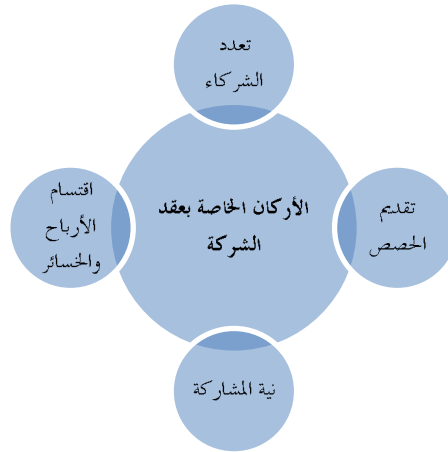 تعدد
الشركاء
الأركان الخاصة بعقد
الشركة
تقديم
الحصص
نية المشاركة
اقتسام
الأرباح
والخسائر